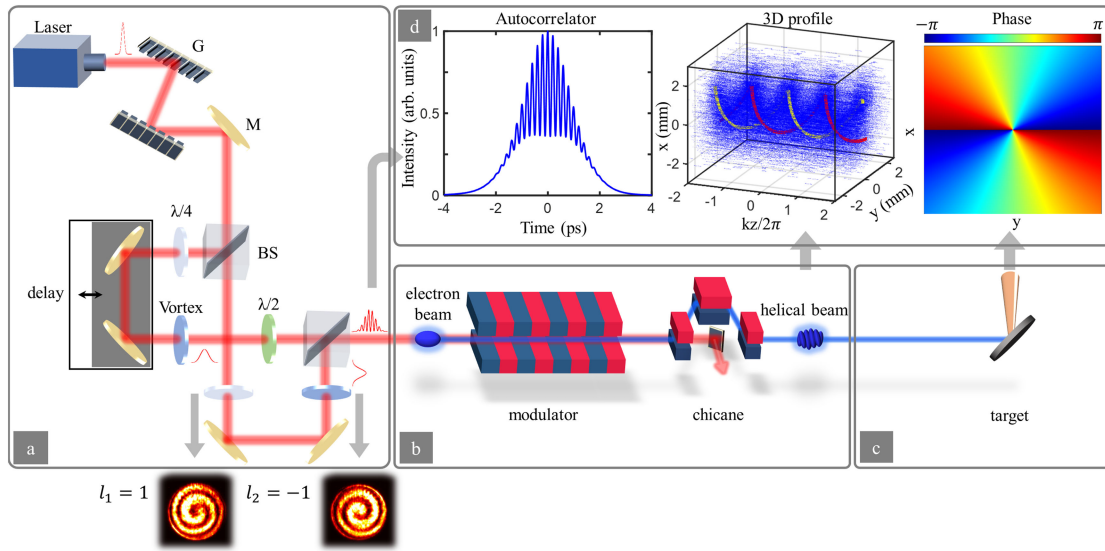 Laser
G
M
λ/4
BS
delay
Vortex
λ/2
a
l₁ = 1
l₂ = −1
d
Autocorrelator
Intensity (arb. units)
1
0.5
0
-4
-2
0
2
4
Time (ps)
3D profile
x (mm)
2
0
-2
-2
-1
0
1
2
kz/2π
-2
0
2
y (mm)
Phase
−π
π
x
y
electron
beam
helical beam
modulator
chicane
b
target
c